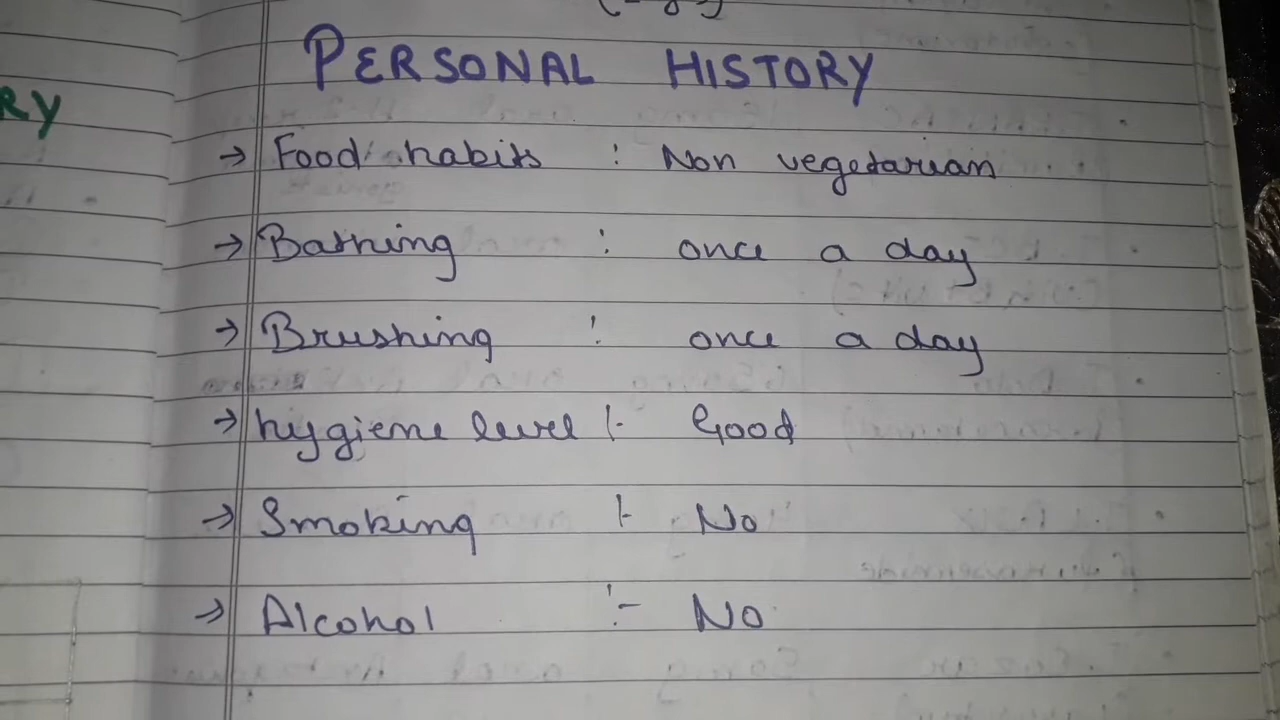 RY
PERSONAL HISTORY
→ Food habits : Non vegetarian
→ Bathing : once a day
→ Brushing : once a day
→ hygiene level :- Good
→ Smoking :- No
→ Alcohol :- No